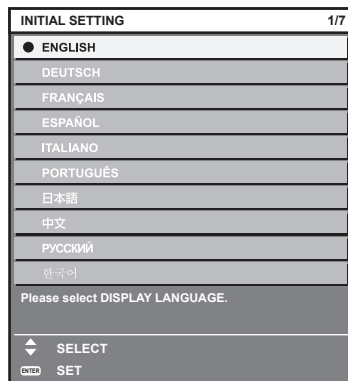 INITIAL SETTING 1/7
ENGLISH
DEUTSCH
FRANÇAIS
ESPAÑOL
ITALIANO
PORTUGUÊS
日本語
中文
РУССКИЙ
한국어
Please select DISPLAY LANGUAGE.
SELECT
ENTER SET